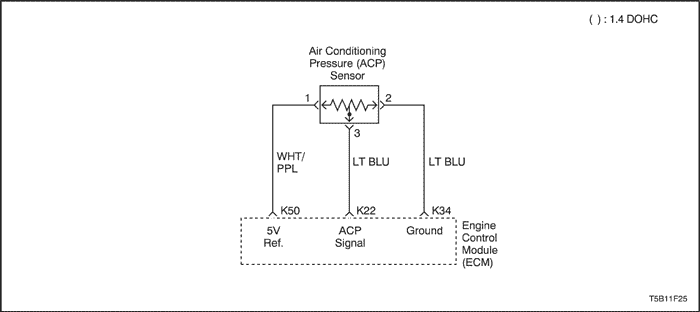 ( ) : 1.4 DOHC
Air Conditioning
Pressure (ACP)
Sensor
1
2
3
WHT/
PPL
LT BLU
LT BLU
K50
K22
K34
5V
Ref.
ACP
Signal
Ground
Engine
Control
Module
(ECM)
T5B11F25